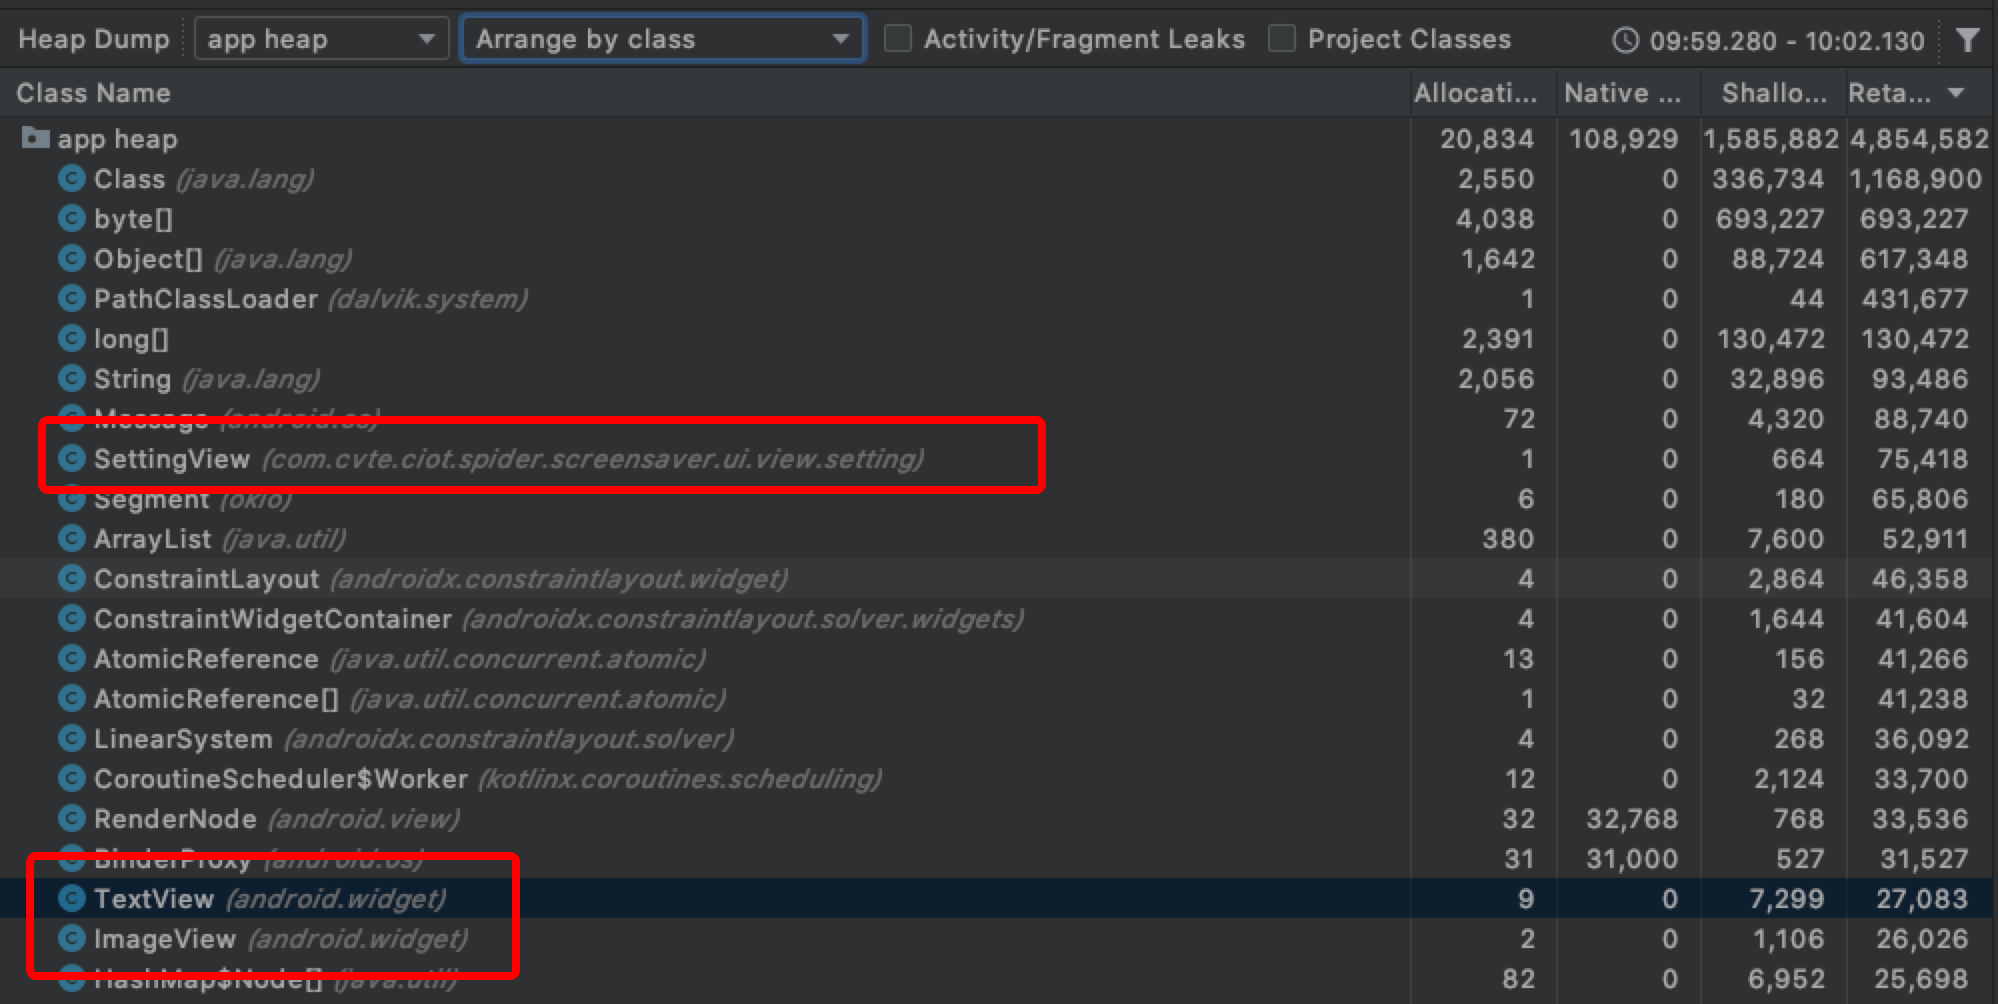 Heap Dump app heap Arrange by class Activity/Fragment Leaks Project Classes 09:59.280 - 10:02.130
Class Name Allocati... Native ... Shallo... Reta...
app heap 20,834 108,929 1,585,882 4,854,582
Class (java.lang) 2,550 0 336,734 1,168,900
byte[] 4,038 0 693,227 693,227
Object[] (java.lang) 1,642 0 88,724 617,348
PathClassLoader (dalvik.system) 1 0 44 431,677
long[] 2,391 0 130,472 130,472
String (java.lang) 2,056 0 32,896 93,486
Message (android.os) 72 0 4,320 88,740
SettingView (com.cvte.ciot.spider.screensaver.ui.view.setting) 1 0 664 75,418
Segment (okio) 6 0 180 65,806
ArrayList (java.util) 380 0 7,600 52,911
ConstraintLayout (androidx.constraintlayout.widget) 4 0 2,864 46,358
ConstraintWidgetContainer (androidx.constraintlayout.solver.widgets) 4 0 1,644 41,604
AtomicReference (java.util.concurrent.atomic) 13 0 156 41,266
AtomicReference[] (java.util.concurrent.atomic) 1 0 32 41,238
LinearSystem (androidx.constraintlayout.solver) 4 0 268 36,092
CoroutineScheduler$Worker (kotlinx.coroutines.scheduling) 12 0 2,124 33,700
RenderNode (android.view) 32 32,768 768 33,536
BinderProxy (android.os) 31 31,000 527 31,527
TextView (android.widget) 9 0 7,299 27,083
ImageView (android.widget) 2 0 1,106 26,026
HashMap$Node[] (java.util) 82 0 6,952 25,698